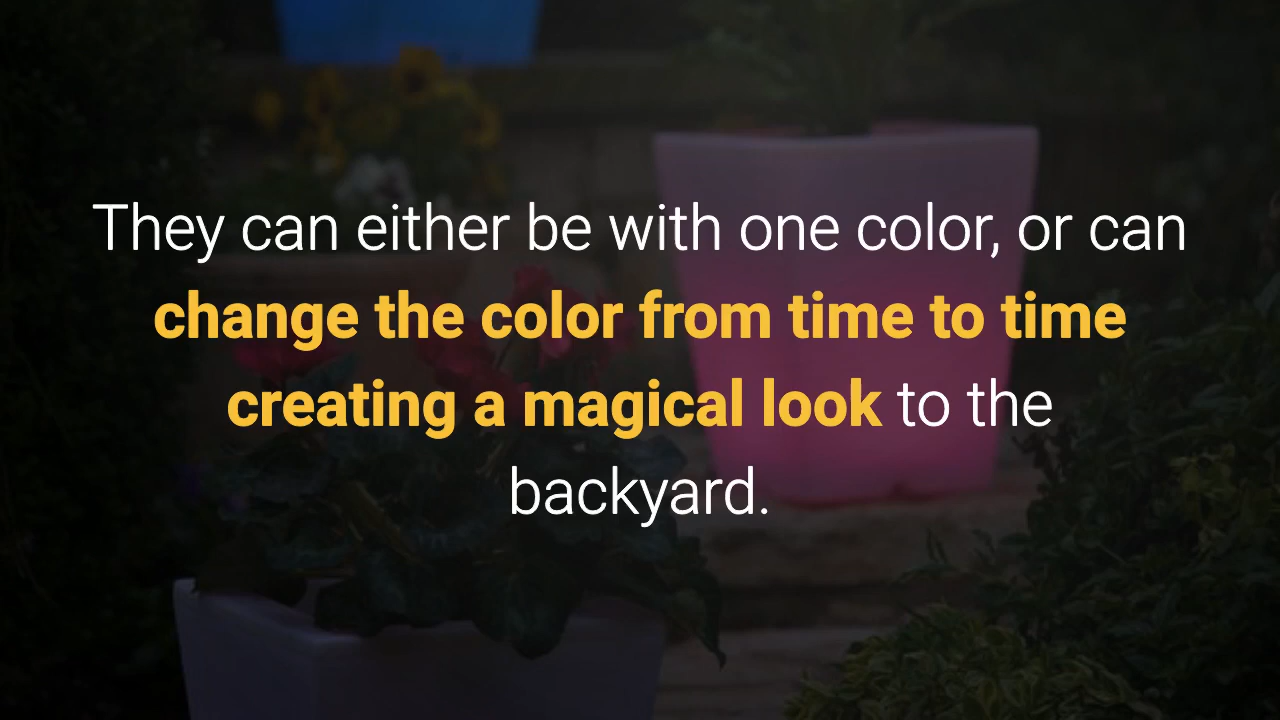 They can either be with one color, or can
change the color from time to time
creating a magical look to the
backyard.